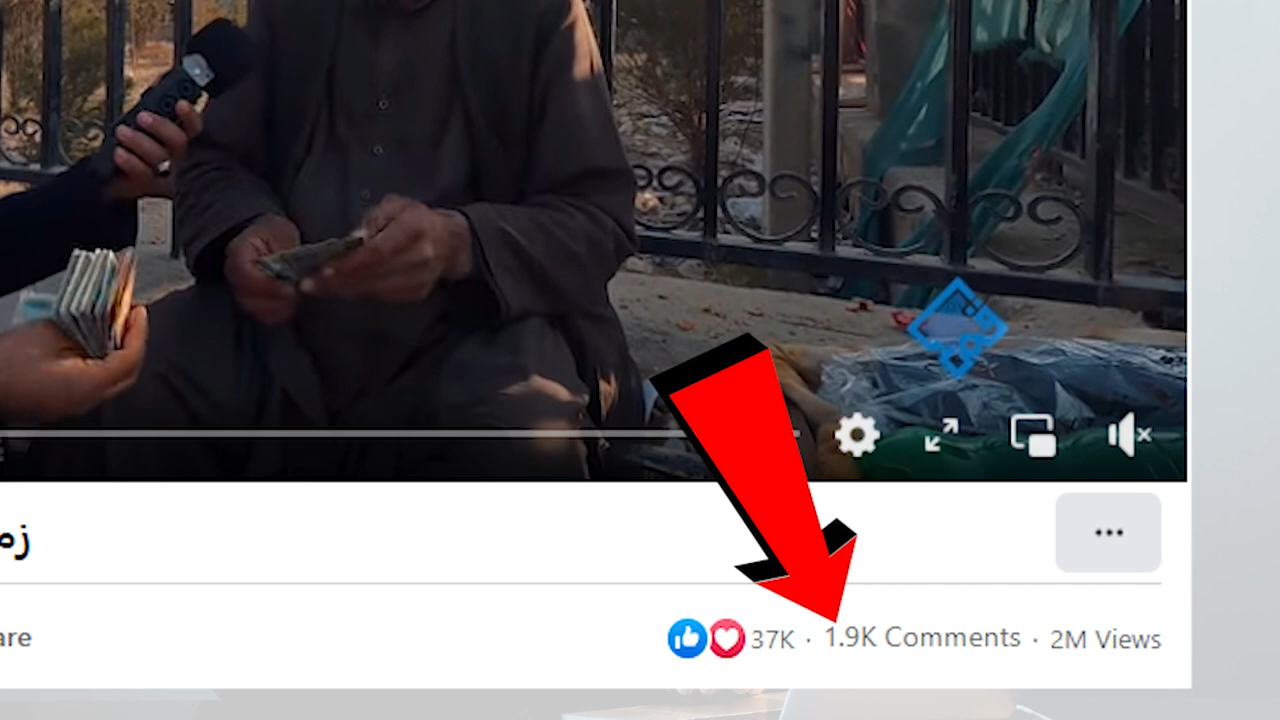 زم
are
37K · 1.9K Comments · 2M Views